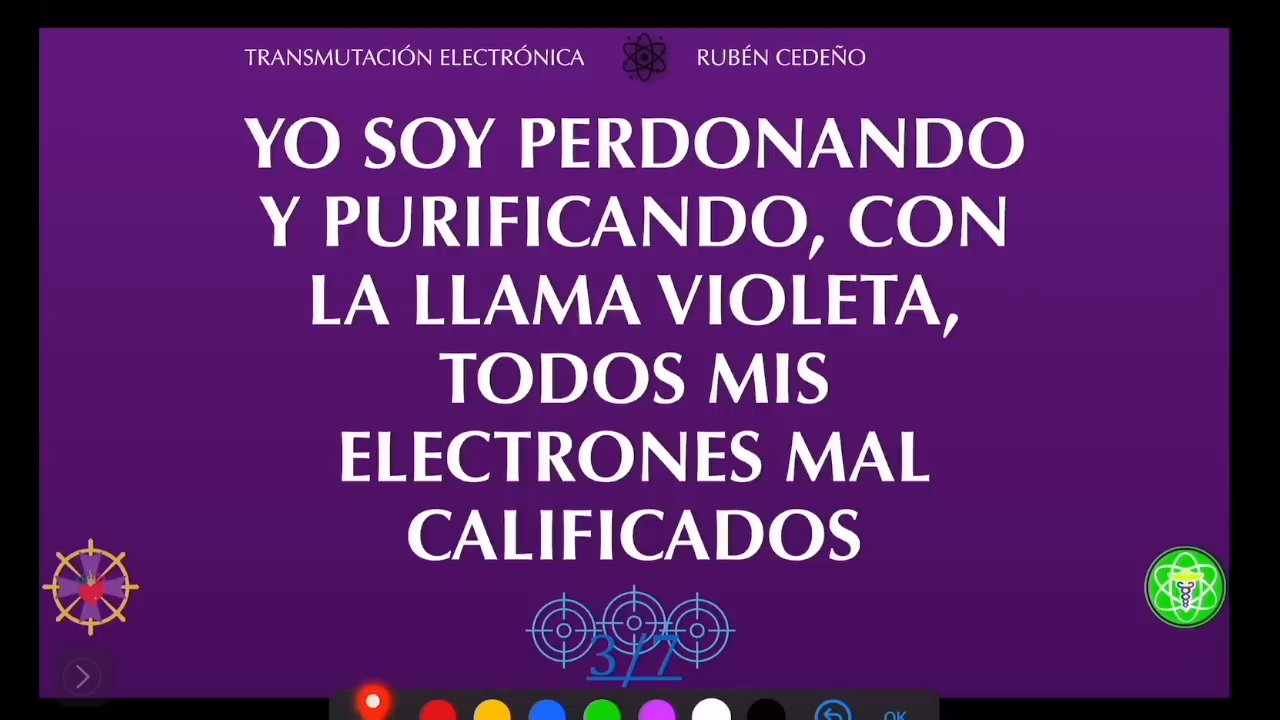 TRANSMUTACIÓN ELECTRÓNICA RUBÉN CEDEÑO
YO SOY PERDONANDO
Y PURIFICANDO, CON
LA LLAMA VIOLETA,
TODOS MIS
ELECTRONES MAL
CALIFICADOS
3/7
OK